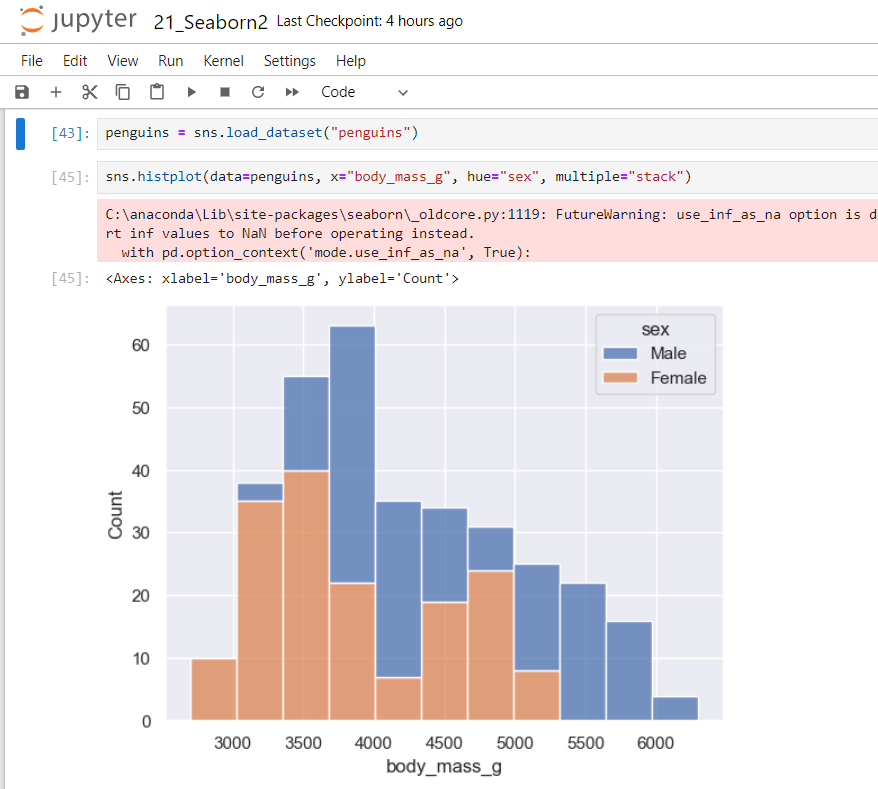 jupyter 21_Seaborn2 Last Checkpoint: 4 hours ago
File Edit View Run Kernel Settings Help
Code
[43]: penguins = sns.load_dataset("penguins")
[45]: sns.histplot(data=penguins, x="body_mass_g", hue="sex", multiple="stack")
C:\anaconda\Lib\site-packages\seaborn\_oldcore.py:1119: FutureWarning: use_inf_as_na option is d
rt inf values to NaN before operating instead.
with pd.option_context('mode.use_inf_as_na', True):
[45]: <Axes: xlabel='body_mass_g', ylabel='Count'>
sex
Male
Female
60
50
40
30
20
10
0
Count
3000 3500 4000 4500 5000 5500 6000
body_mass_g